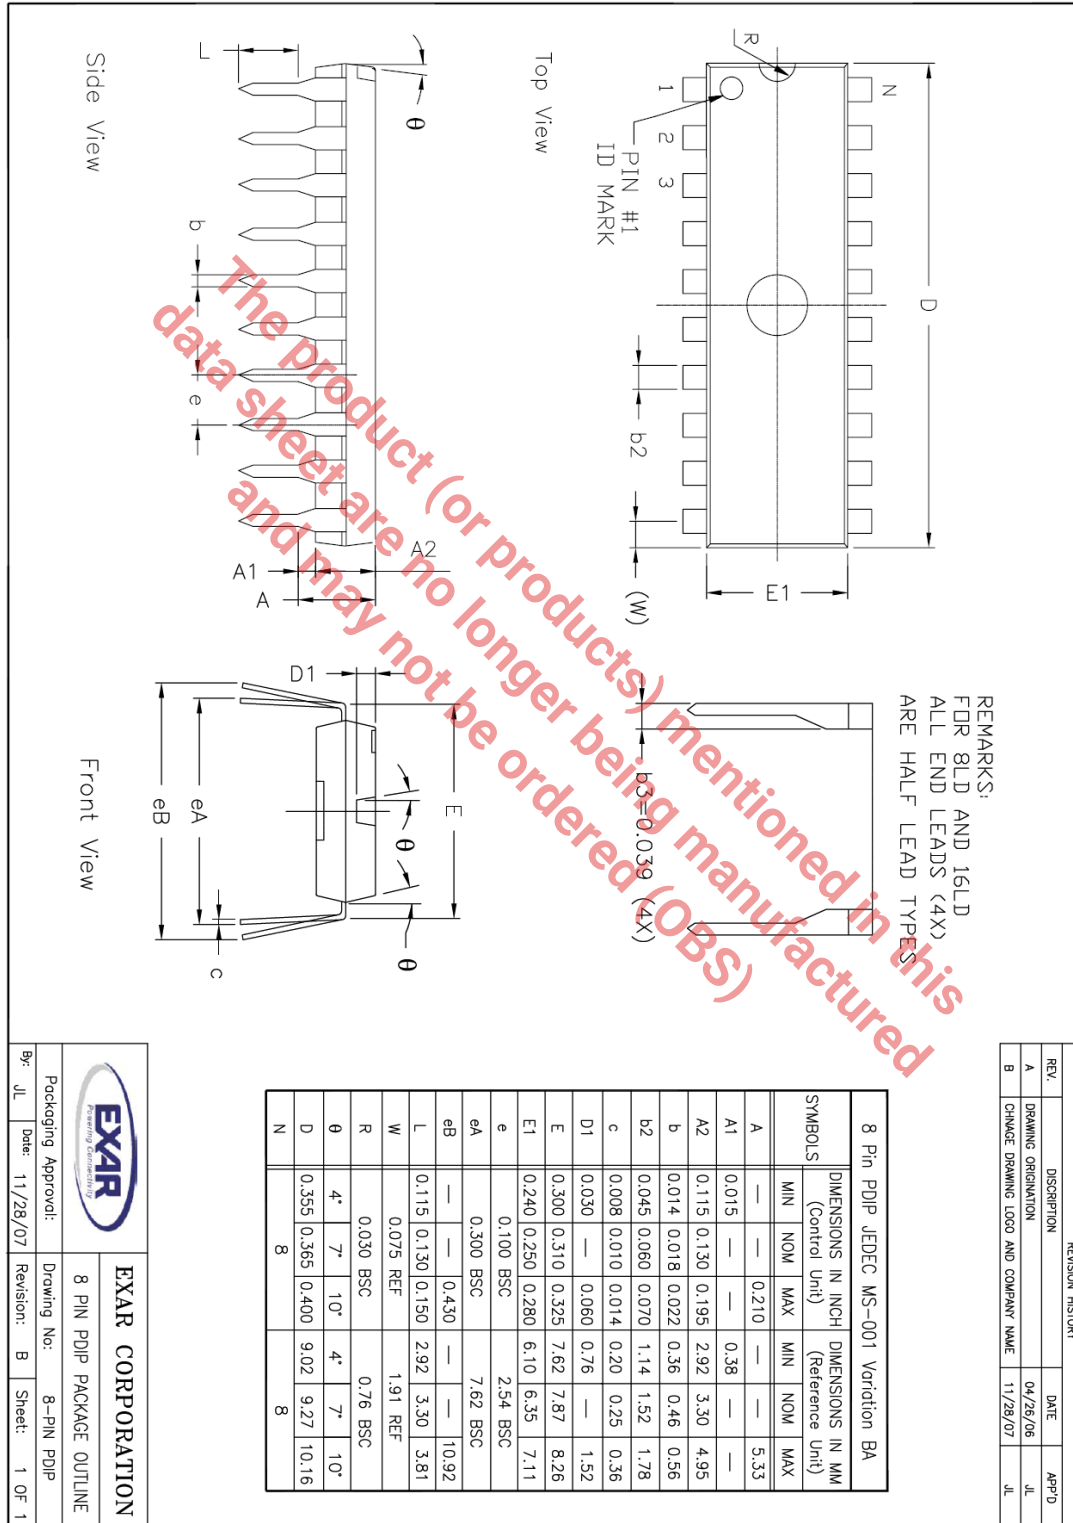 REVISION HISTORY
REV. DISCRIPTION DATE APP'D
A DRAWING ORIGINATION 04/26/06 JL
B CHNAGE DRAWING LOGO AND COMPANY NAME 11/28/07 JL
REMARKS:
FOR 8LD AND 16LD
ALL END LEADS (4X)
ARE HALF LEAD TYPES
b3=0.039 (4X)
D
N
R
1
2
3
E1
PIN #1
ID MARK
b2
(W)
Top View
θ
L
A2
A1
A
b
e
Side View
D1
E
θ
θ
eA
eB
c
Front View
8 Pin PDIP JEDEC MS-001 Variation BA
SYMBOLS DIMENSIONS IN INCH (Control Unit) DIMENSIONS IN MM (Reference Unit)
MIN NOM MAX MIN NOM MAX
A — — 0.210 — — 5.33
A1 0.015 — — 0.38 — —
A2 0.115 0.130 0.195 2.92 3.30 4.95
b 0.014 0.018 0.022 0.36 0.46 0.56
b2 0.045 0.060 0.070 1.14 1.52 1.78
c 0.008 0.010 0.014 0.20 0.25 0.36
D1 0.030 — 0.060 0.76 — 1.52
E 0.300 0.310 0.325 7.62 7.87 8.26
E1 0.240 0.250 0.280 6.10 6.35 7.11
e 0.100 BSC 2.54 BSC
eA 0.300 BSC 7.62 BSC
eB — — 0.430 — — 10.92
L 0.115 0.130 0.150 2.92 3.30 3.81
W 0.075 REF 1.91 REF
R 0.030 BSC 0.76 BSC
θ 4° 7° 10° 4° 7° 10°
D 0.355 0.365 0.400 9.02 9.27 10.16
N 8 8
EXAR
Powering Connectivity
EXAR CORPORATION
8 PIN PDIP PACKAGE OUTLINE
Packaging Approval:
Drawing No: 8-PIN PDIP
By: JL Date: 11/28/07 Revision: B Sheet: 1 OF 1
The product (or products) mentioned in this
data sheet are no longer being manufactured
and may not be ordered (OBS)